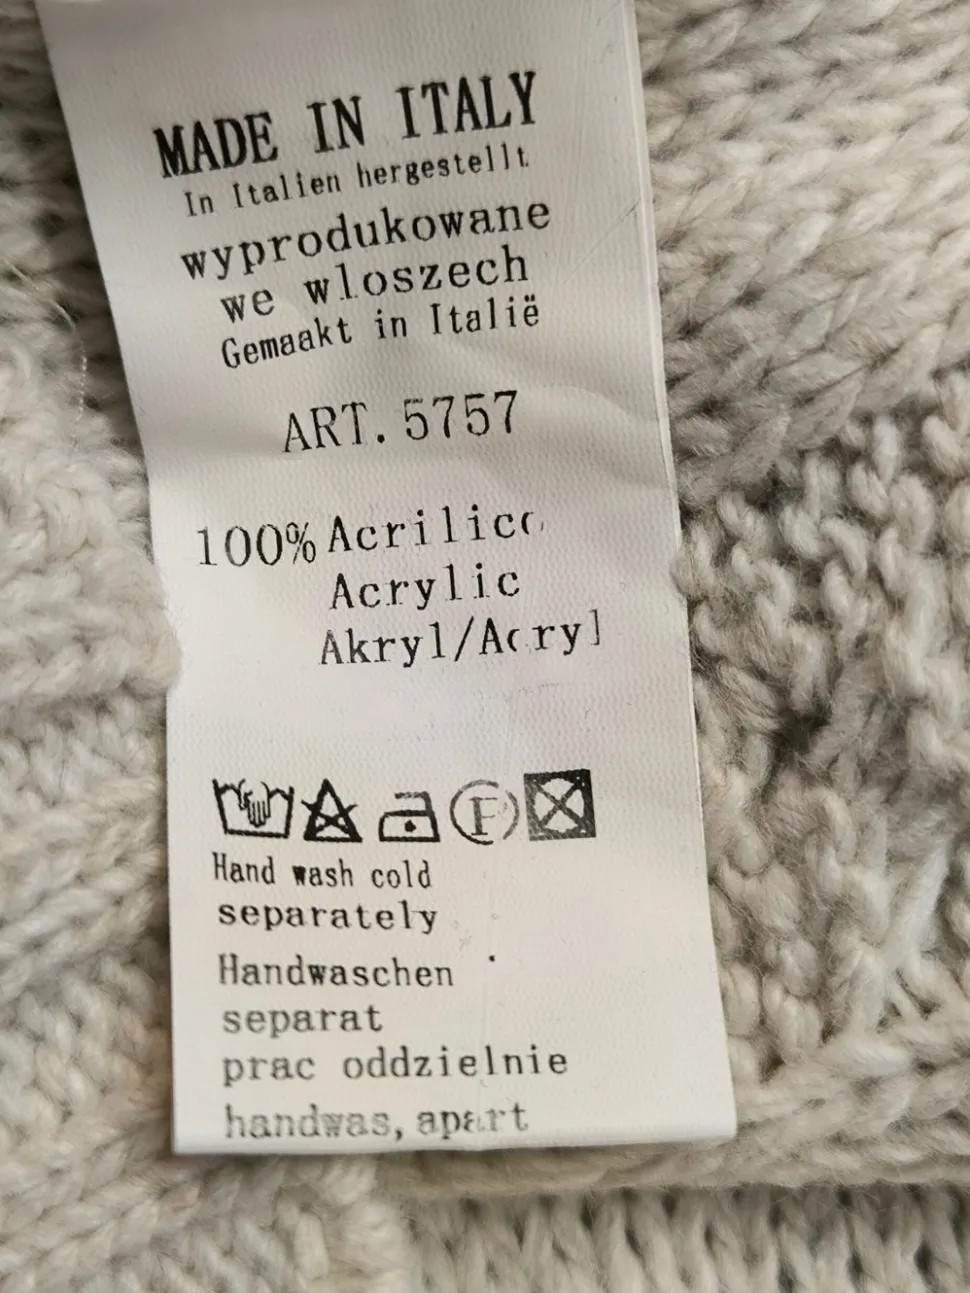 MADE IN ITALY
In Italien hergestellt
wyprodukowane
we wloszech
Gemaakt in Italië
ART. 5757
100% Acrilico
Acrylic
Akryl/Acryl
F
Hand wash cold
separately
Handwaschen
separat
prac oddzielnie
handwas, apart